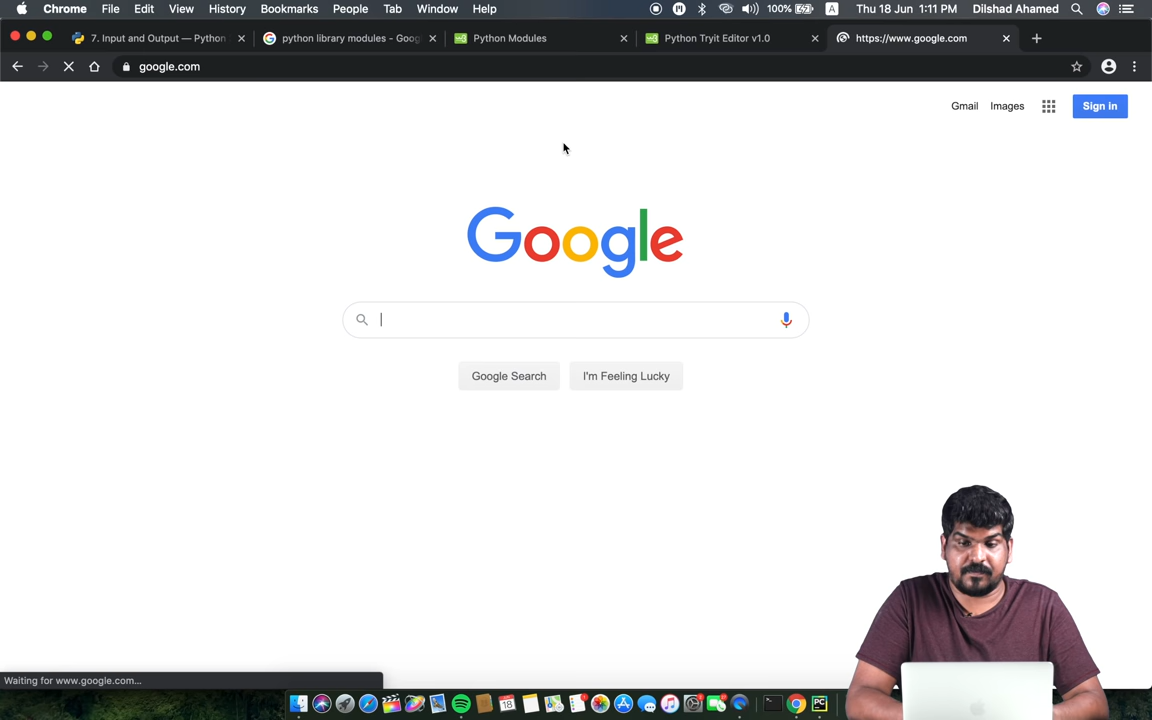 Chrome File Edit View History Bookmarks People Tab Window Help 100% A Thu 18 Jun 1:11 PM Dilshad Ahamed
7. Input and Output — Python python library modules - Goog Python Modules Python Tryit Editor v1.0 https://www.google.com
google.com
Gmail Images Sign in
Google
Google Search I'm Feeling Lucky
Waiting for www.google.com...